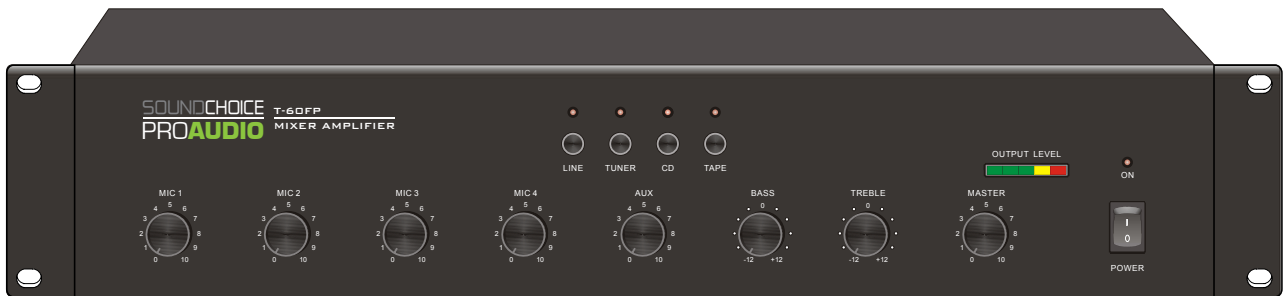 SOUNDCHOICE
PROAUDIO
T-60FP
MIXER AMPLIFIER
LINE TUNER CD TAPE
OUTPUT LEVEL
ON
MIC 1 MIC 2 MIC 3 MIC 4 AUX BASS TREBLE MASTER
0 1 2 3 4 5 6 7 8 9 10
0 1 2 3 4 5 6 7 8 9 10
0 1 2 3 4 5 6 7 8 9 10
0 1 2 3 4 5 6 7 8 9 10
0 1 2 3 4 5 6 7 8 9 10
0
-12 +12
0
-12 +12
0 1 2 3 4 5 6 7 8 9 10
I
0
POWER